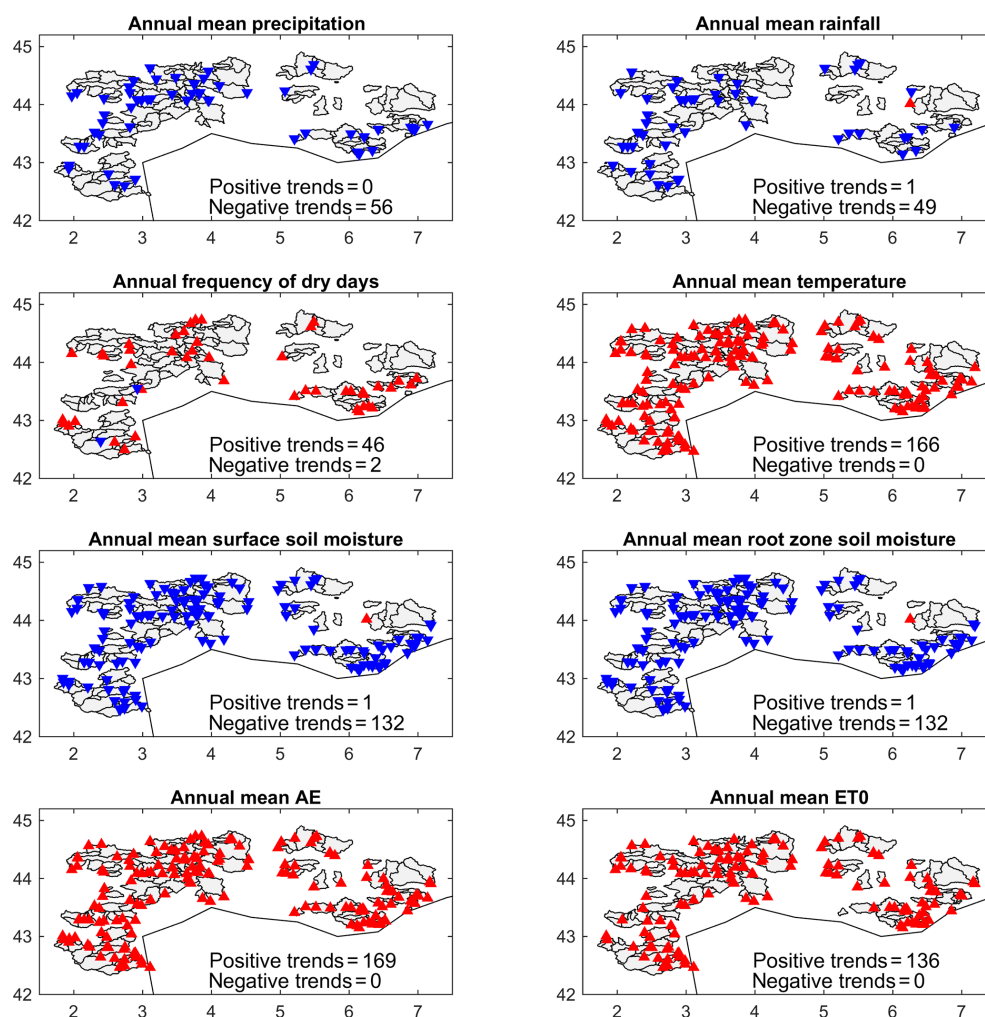 Annual mean precipitation
45
44
43
42
2 3 4 5 6 7
Positive trends = 0
Negative trends = 56
Annual mean rainfall
45
44
43
42
2 3 4 5 6 7
Positive trends = 1
Negative trends = 49
Annual frequency of dry days
45
44
43
42
2 3 4 5 6 7
Positive trends = 46
Negative trends = 2
Annual mean temperature
45
44
43
42
2 3 4 5 6 7
Positive trends = 166
Negative trends = 0
Annual mean surface soil moisture
45
44
43
42
2 3 4 5 6 7
Positive trends = 1
Negative trends = 132
Annual mean root zone soil moisture
45
44
43
42
2 3 4 5 6 7
Positive trends = 1
Negative trends = 132
Annual mean AE
45
44
43
42
2 3 4 5 6 7
Positive trends = 169
Negative trends = 0
Annual mean ET0
45
44
43
42
2 3 4 5 6 7
Positive trends = 136
Negative trends = 0